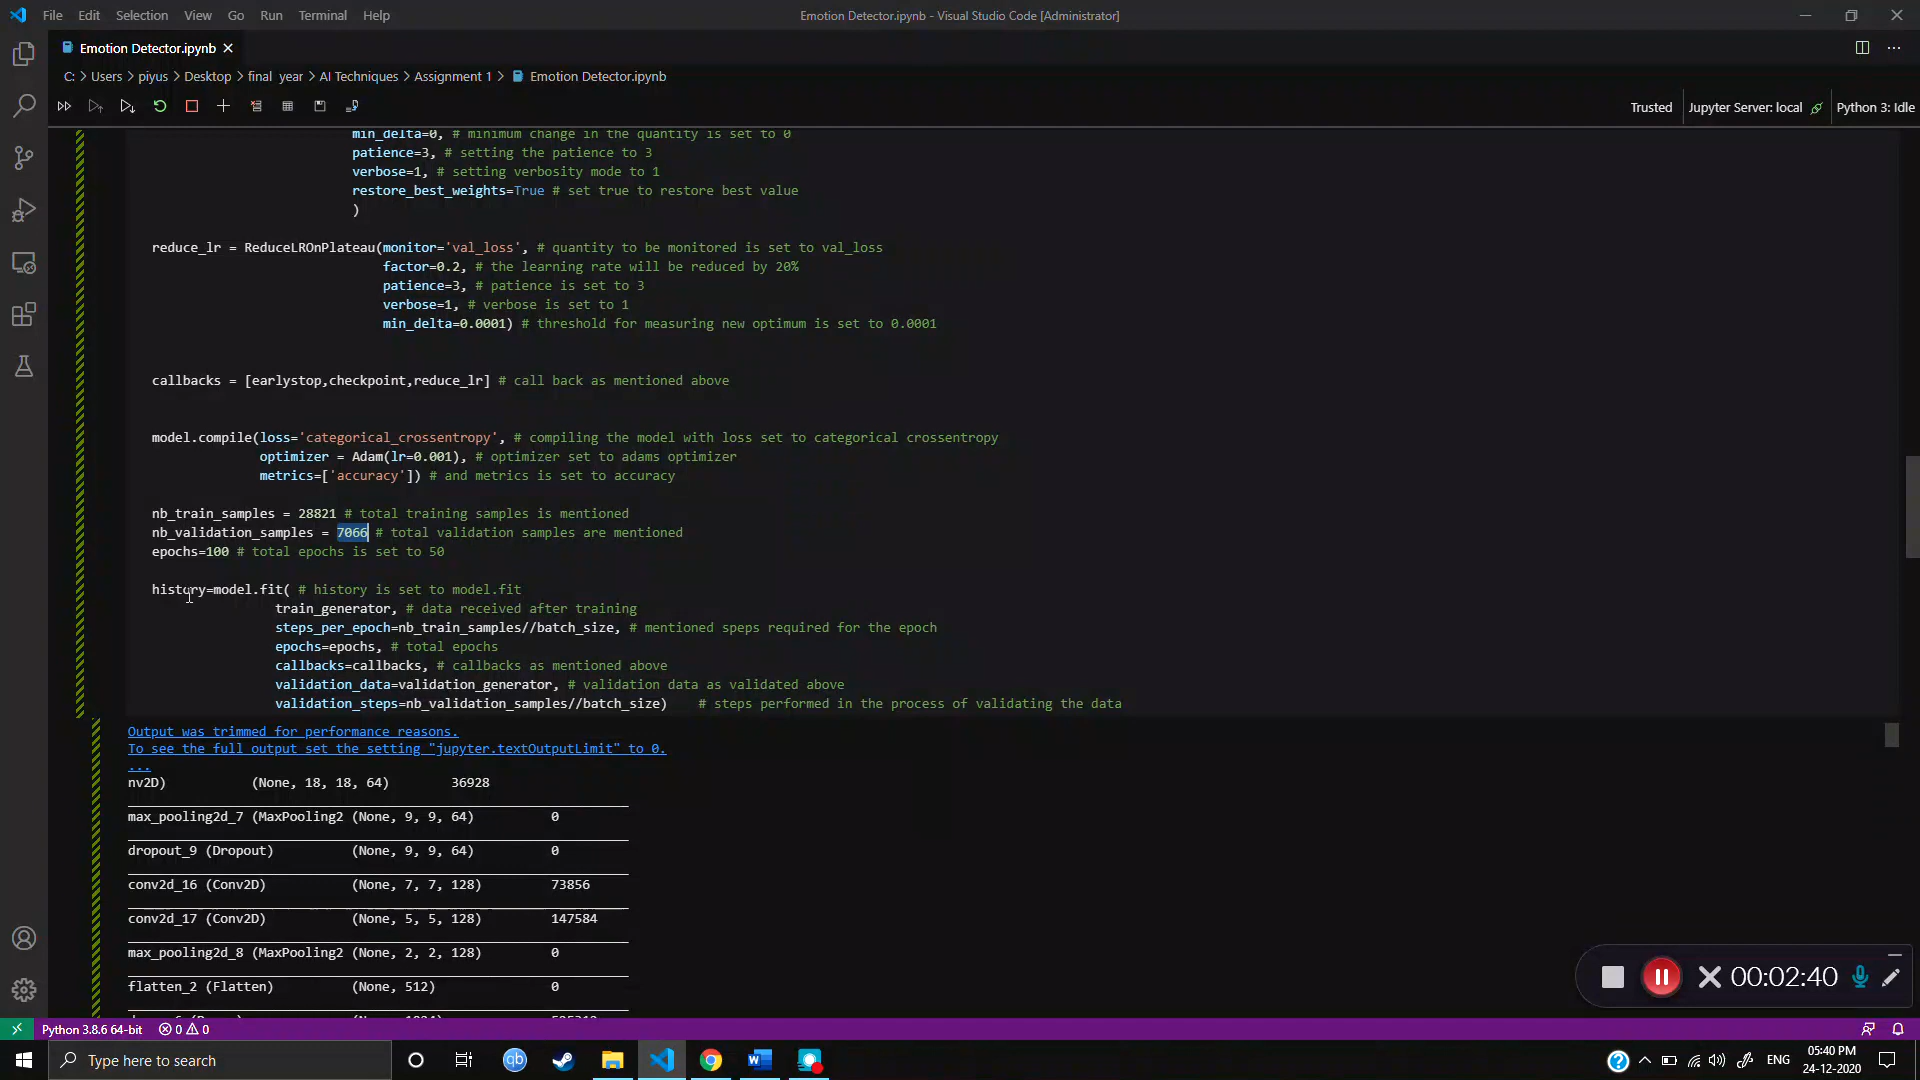 File Edit Selection View Go Run Terminal Help
Emotion Detector.ipynb - Visual Studio Code [Administrator]
Emotion Detector.ipynb
C: > Users > piyus > Desktop > final year > AI Techniques > Assignment 1 > Emotion Detector.ipynb
Trusted Jupyter Server: local Python 3: Idle
min_delta=0, # minimum change in the quantity is set to 0
patience=3, # setting the patience to 3
verbose=1, # setting verbosity mode to 1
restore_best_weights=True # set true to restore best value
)
reduce_lr = ReduceLROnPlateau(monitor='val_loss', # quantity to be monitored is set to val_loss
factor=0.2, # the learning rate will be reduced by 20%
patience=3, # patience is set to 3
verbose=1, # verbose is set to 1
min_delta=0.0001) # threshold for measuring new optimum is set to 0.0001
callbacks = [earlystop,checkpoint,reduce_lr] # call back as mentioned above
model.compile(loss='categorical_crossentropy', # compiling the model with loss set to categorical crossentropy
optimizer = Adam(lr=0.001), # optimizer set to adams optimizer
metrics=['accuracy']) # and metrics is set to accuracy
nb_train_samples = 28821 # total training samples is mentioned
nb_validation_samples = 7066 # total validation samples are mentioned
epochs=100 # total epochs is set to 50
history=model.fit( # history is set to model.fit
train_generator, # data received after training
steps_per_epoch=nb_train_samples//batch_size, # mentioned speps required for the epoch
epochs=epochs, # total epochs
callbacks=callbacks, # callbacks as mentioned above
validation_data=validation_generator, # validation data as validated above
validation_steps=nb_validation_samples//batch_size) # steps performed in the process of validating the data
Output was trimmed for performance reasons.
To see the full output set the setting "jupyter.textOutputLimit" to 0.
...
nv2D) (None, 18, 18, 64) 36928
max_pooling2d_7 (MaxPooling2 (None, 9, 9, 64) 0
dropout_9 (Dropout) (None, 9, 9, 64) 0
conv2d_16 (Conv2D) (None, 7, 7, 128) 73856
conv2d_17 (Conv2D) (None, 5, 5, 128) 147584
max_pooling2d_8 (MaxPooling2 (None, 2, 2, 128) 0
flatten_2 (Flatten) (None, 512) 0
00:02:40
Python 3.8.6 64-bit 0 0
Type here to search
qb
ENG
05:40 PM
24-12-2020